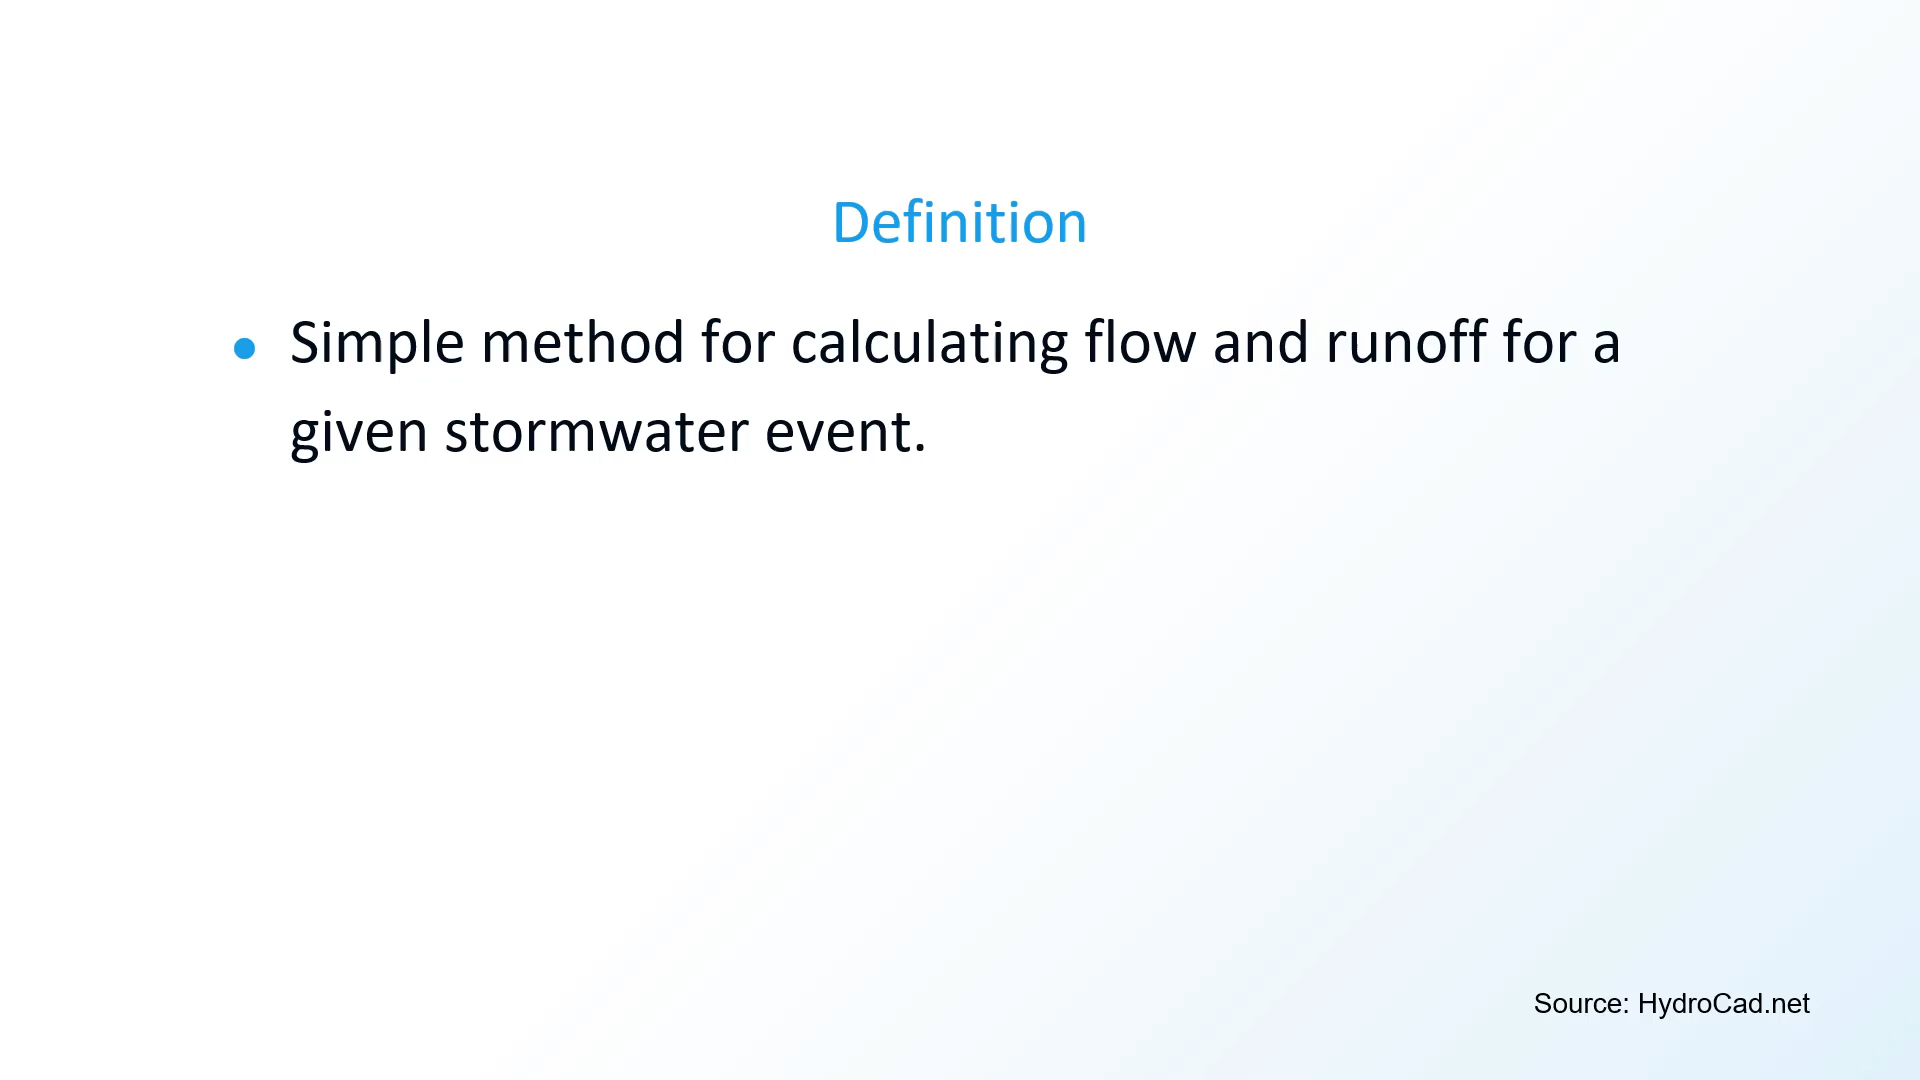 Definition
• Simple method for calculating flow and runoff for a
given stormwater event.
Source: HydroCad.net